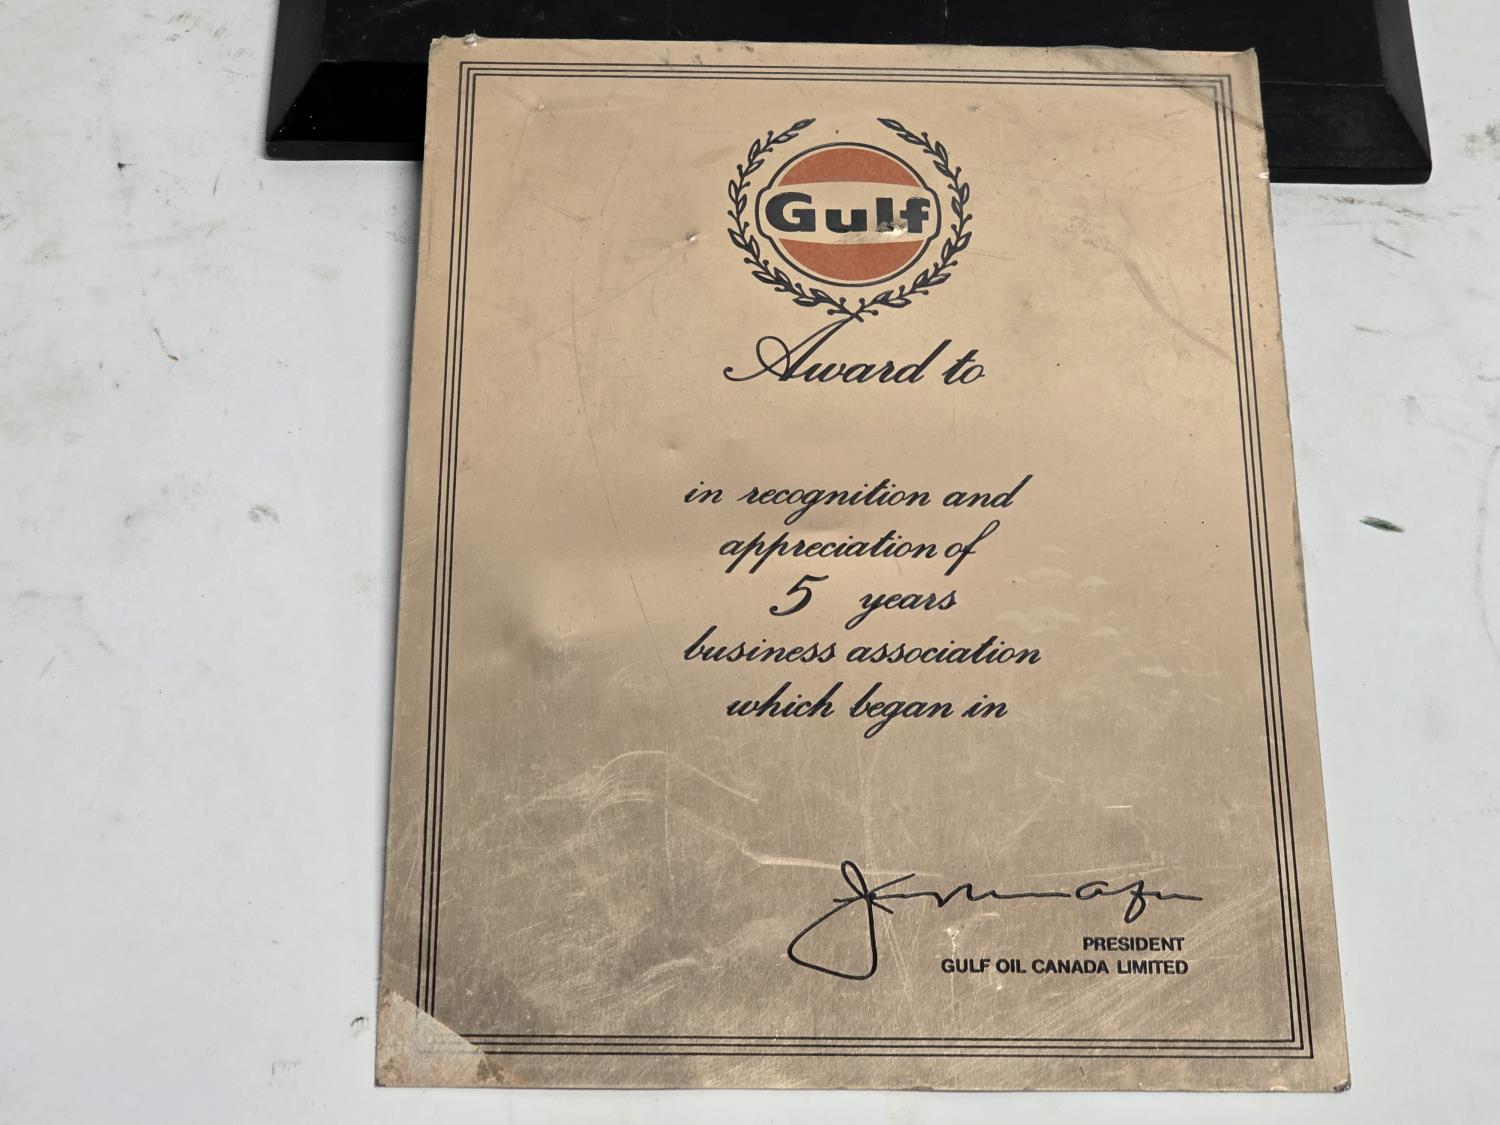 Gulf
Award to
in recognition and
appreciation of
5 years
business association
which began in
PRESIDENT
GULF OIL CANADA LIMITED